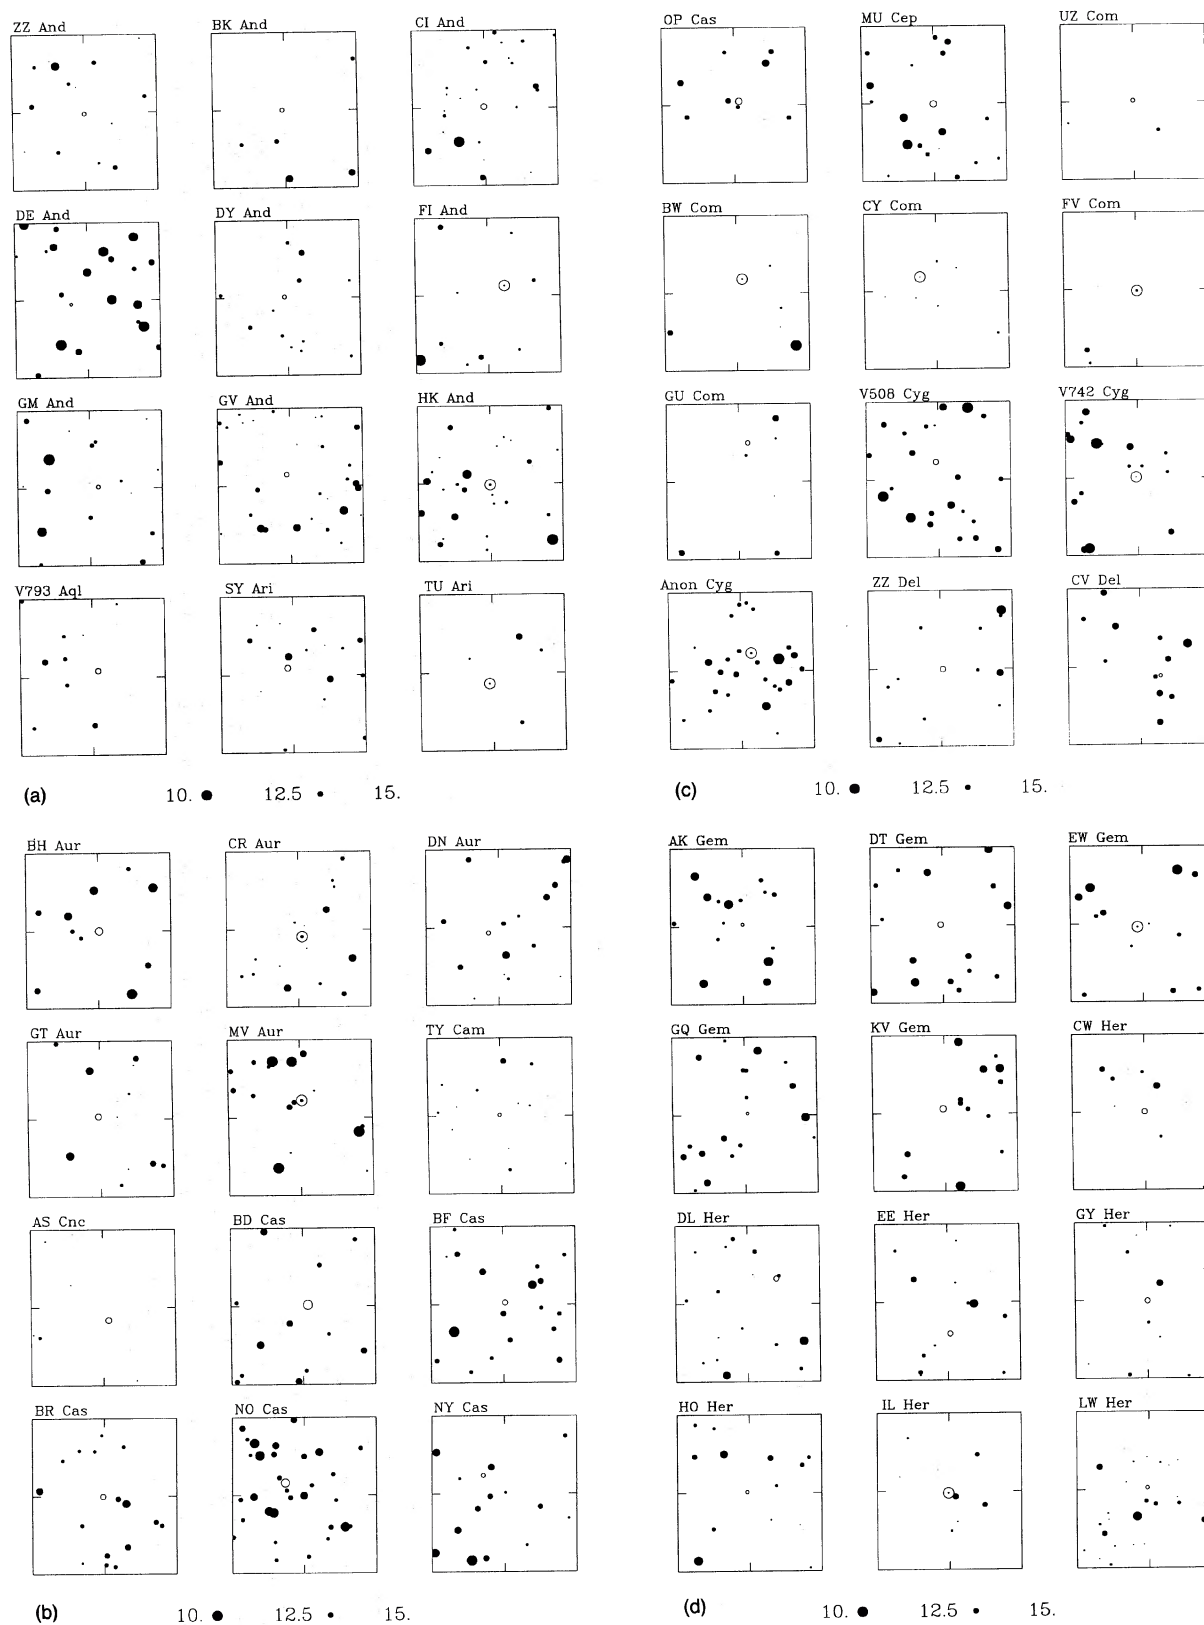 ZZ And
BK And
CI And
DE And
DY And
FI And
GM And
GV And
HK And
V793 Aql
SY Ari
TU Ari
(a) 10. 12.5 15.
OP Cas
MU Cep
UZ Com
BW Com
CY Com
FV Com
GU Com
V508 Cyg
V742 Cyg
Anon Cyg
ZZ Del
CV Del
(c) 10. 12.5 15.
BH Aur
CR Aur
DN Aur
GT Aur
MV Aur
TY Cam
AS Cnc
BD Cas
BF Cas
BR Cas
NO Cas
NY Cas
(b) 10. 12.5 15.
AK Gem
DT Gem
EW Gem
GQ Gem
KV Gem
CW Her
DL Her
EE Her
GY Her
HO Her
IL Her
LW Her
(d) 10. 12.5 15.